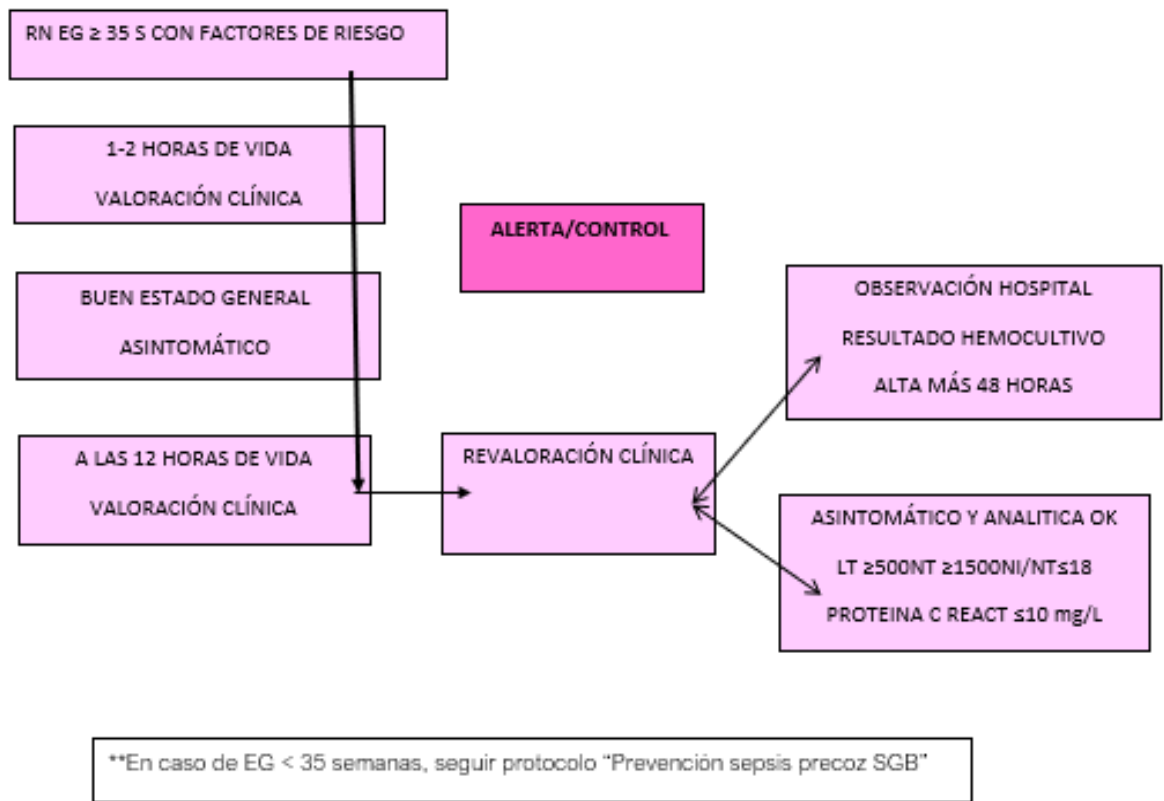 RN EG ≥ 35 S CON FACTORES DE RIESGO
1-2 HORAS DE VIDA
VALORACIÓN CLÍNICA
ALERTA/CONTROL
BUEN ESTADO GENERAL
ASINTOMÁTICO
OBSERVACIÓN HOSPITAL
RESULTADO HEMOCULTIVO
ALTA MÁS 48 HORAS
A LAS 12 HORAS DE VIDA
VALORACIÓN CLÍNICA
REVALORACIÓN CLÍNICA
ASINTOMÁTICO Y ANALITICA OK
LT ≥500NT ≥1500NI/NT≤18
PROTEINA C REACT ≤10 mg/L
**En caso de EG < 35 semanas, seguir protocolo “Prevención sepsis precoz SGB”